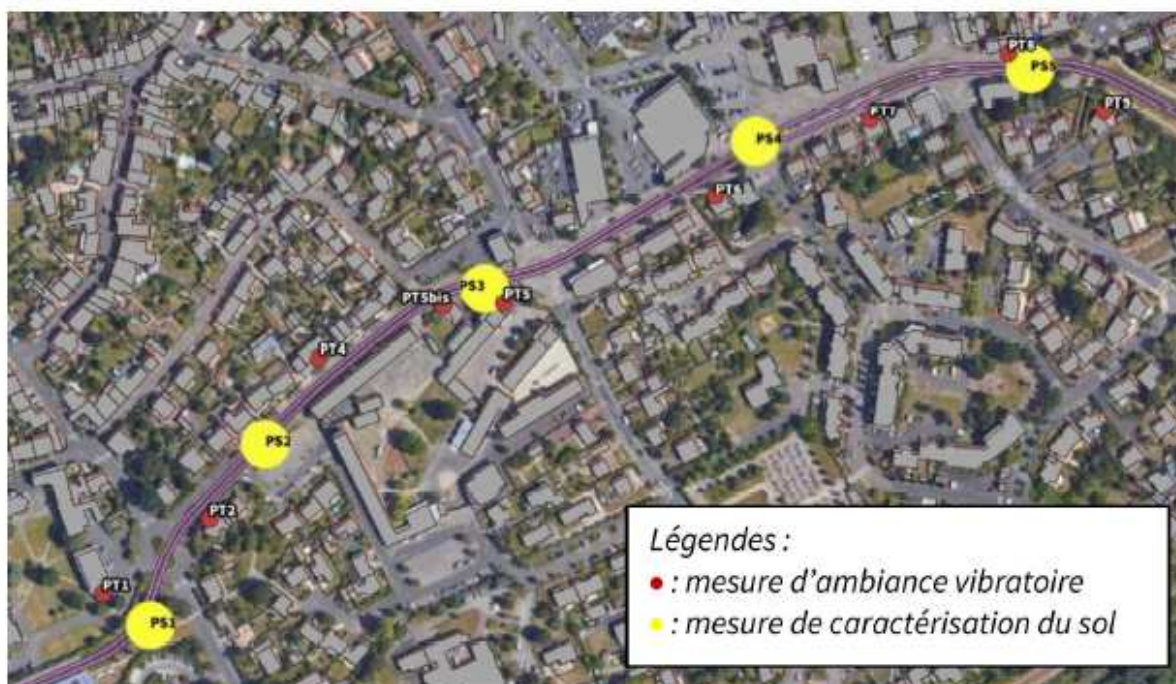 PT8
PS5
PT9
PT7
PS4
PT6
PS3
PT5bis
PT5
PT4
PS2
PT2
PT1
PS1
Légendes :
• : mesure d'ambiance vibratoire
• : mesure de caractérisation du sol